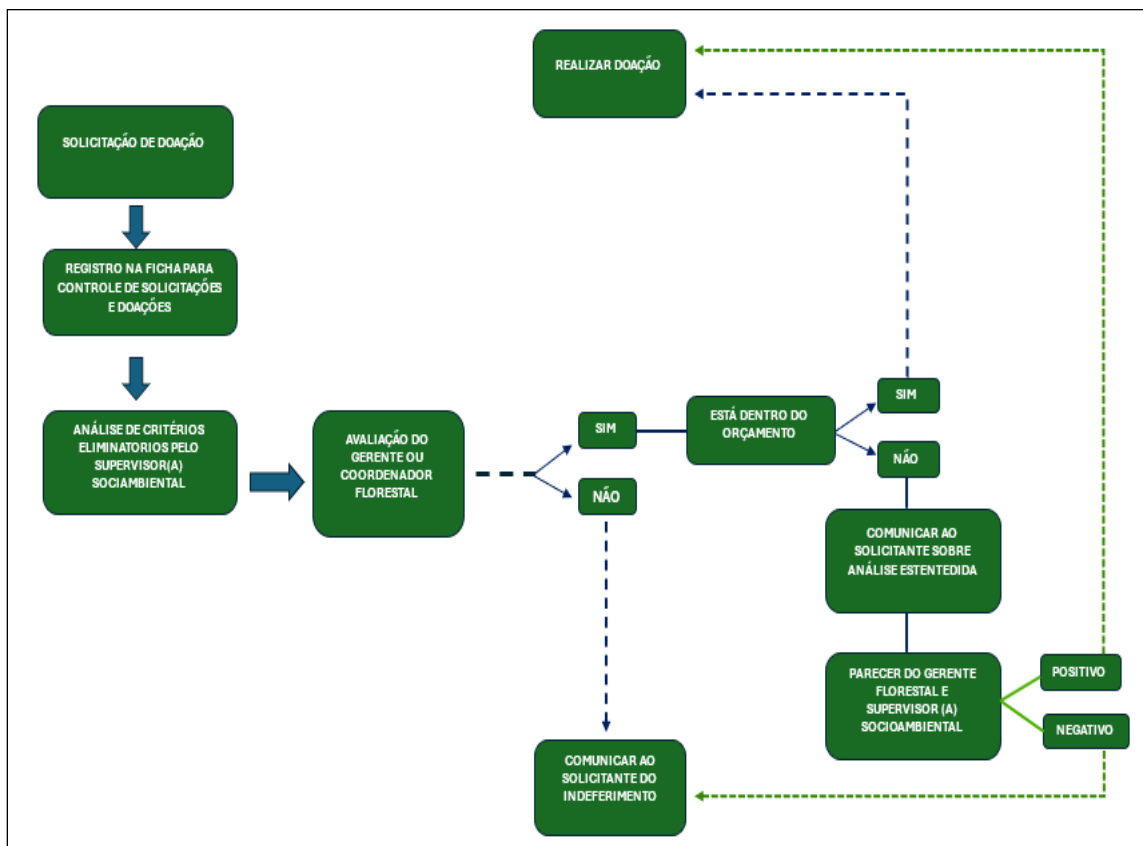 SOLICITAÇÃO DE DOAÇÃO
REGISTRO NA FICHA PARA
CONTROLE DE SOLICITAÇÕES
E DOAÇÕES
ANÁLISE DE CRITÉRIOS
ELIMINATORIOS PELO
SUPERVISOR(A)
SOCIAMBIENTAL
AVALIAÇÃO DO
GERENTE OU
COORDENADOR
FLORESTAL
SIM
NÃO
ESTÁ DENTRO DO
ORÇAMENTO
SIM
NÃO
REALIZAR DOAÇÃO
COMUNICAR AO
SOLICITANTE SOBRE
ANÁLISE ESTENTEDIDA
PARECER DO GERENTE
FLORESTAL E
SUPERVISOR (A)
SOCIOAMBIENTAL
POSITIVO
NEGATIVO
COMUNICAR AO
SOLICITANTE DO
INDEFERIMENTO